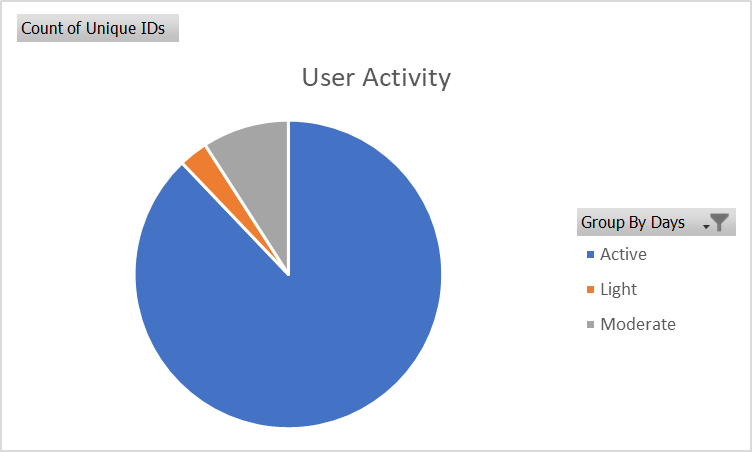 Count of Unique IDs
User Activity
Group By Days
Active
Light
Moderate